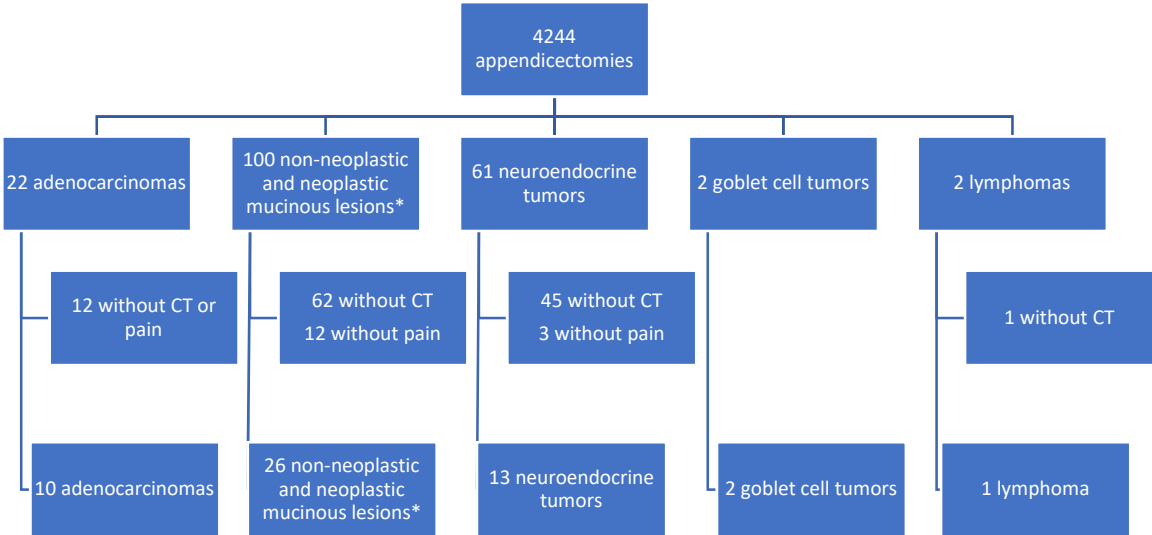 4244
appendicectomies
22 adenocarcinomas
100 non-neoplastic
and neoplastic
mucinous lesions*
61 neuroendocrine
tumors
2 goblet cell tumors
2 lymphomas
12 without CT or
pain
62 without CT
12 without pain
45 without CT
3 without pain
1 without CT
10 adenocarcinomas
26 non-neoplastic
and neoplastic
mucinous lesions*
13 neuroendocrine
tumors
2 goblet cell tumors
1 lymphoma